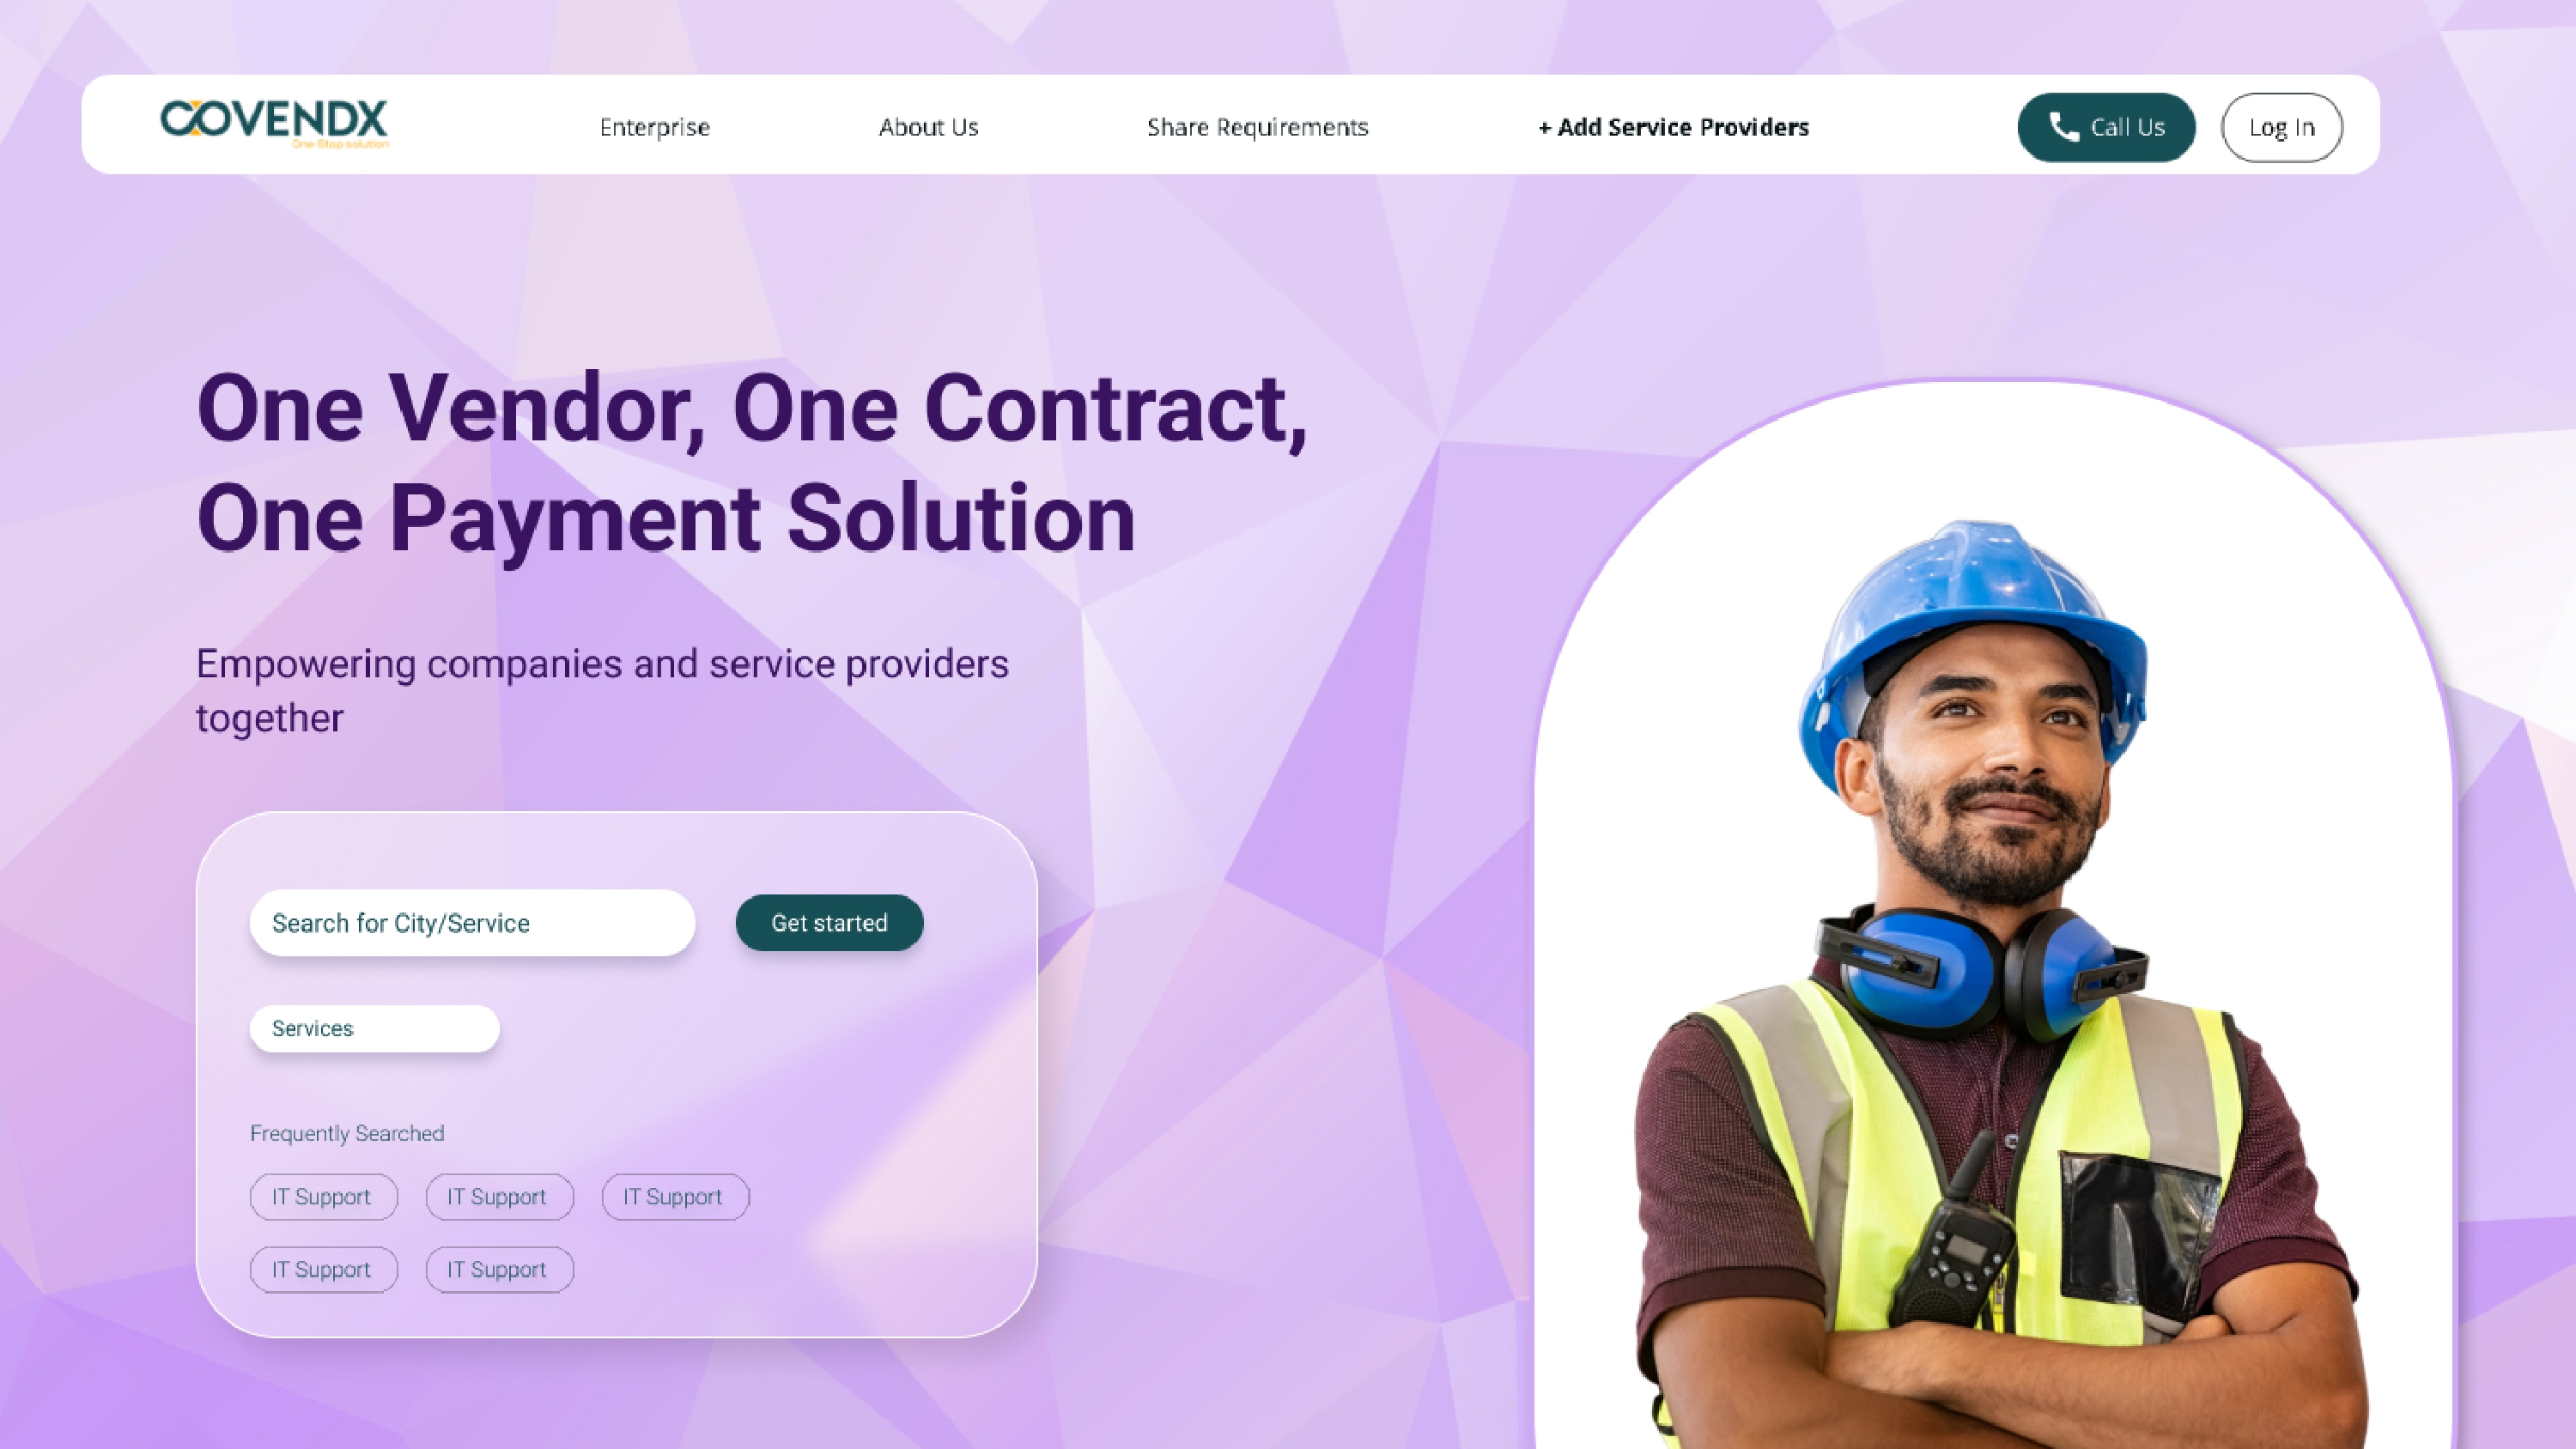 COVENDX
One-Stop solution
Enterprise
About Us
Share Requirements
+ Add Service Providers
Call Us
Log In
One Vendor, One Contract,
One Payment Solution
Empowering companies and service providers
together
Search for City/Service
Get started
Services
Frequently Searched
IT Support
IT Support
IT Support
IT Support
IT Support